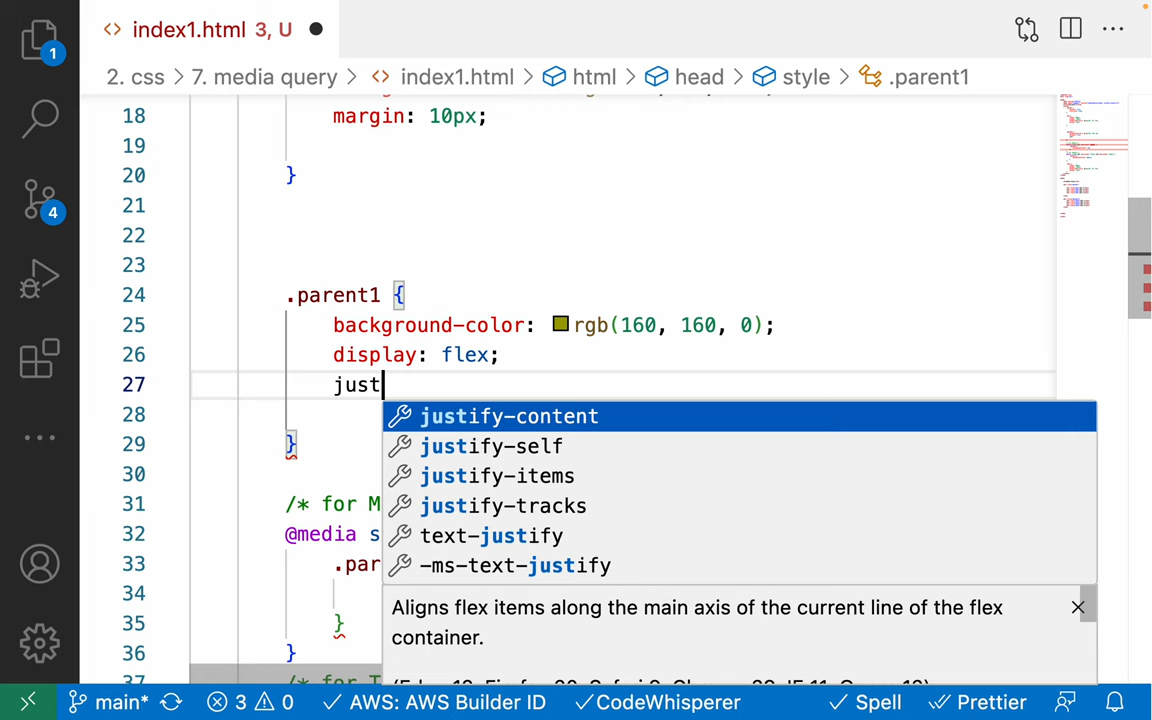 index1.html 3, U
2. css > 7. media query > index1.html > html > head > style > .parent1
18 margin: 10px;
19
20 }
21
22
23
24 .parent1 {
25 background-color: rgb(160, 160, 0);
26 display: flex;
27 just
28
29 }
30
31 /* for M
32 @media s
33 .par
34
35 }
36 }
justify-content
justify-self
justify-items
justify-tracks
text-justify
-ms-text-justify
Aligns flex items along the main axis of the current line of the flex
container.
1
4
main* 3 0 AWS: AWS Builder ID CodeWhisperer Spell Prettier